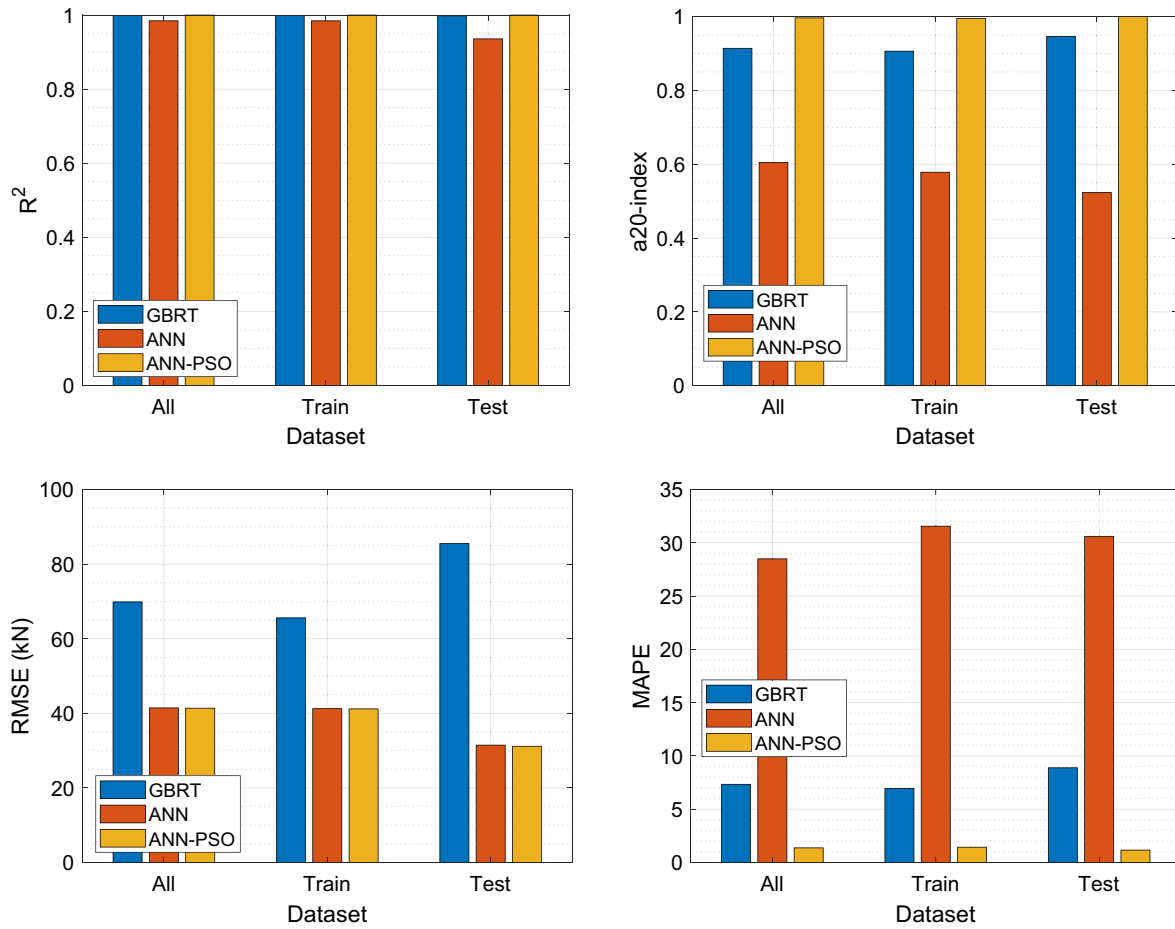 1
0.8
0.6
0.4
0.2
0
R²
GBRT
ANN
ANN-PSO
All Train Test
Dataset
1
0.8
0.6
0.4
0.2
0
a20-index
GBRT
ANN
ANN-PSO
All Train Test
Dataset
100
80
60
40
20
0
RMSE (kN)
GBRT
ANN
ANN-PSO
All Train Test
Dataset
35
30
25
20
15
10
5
0
MAPE
GBRT
ANN
ANN-PSO
All Train Test
Dataset